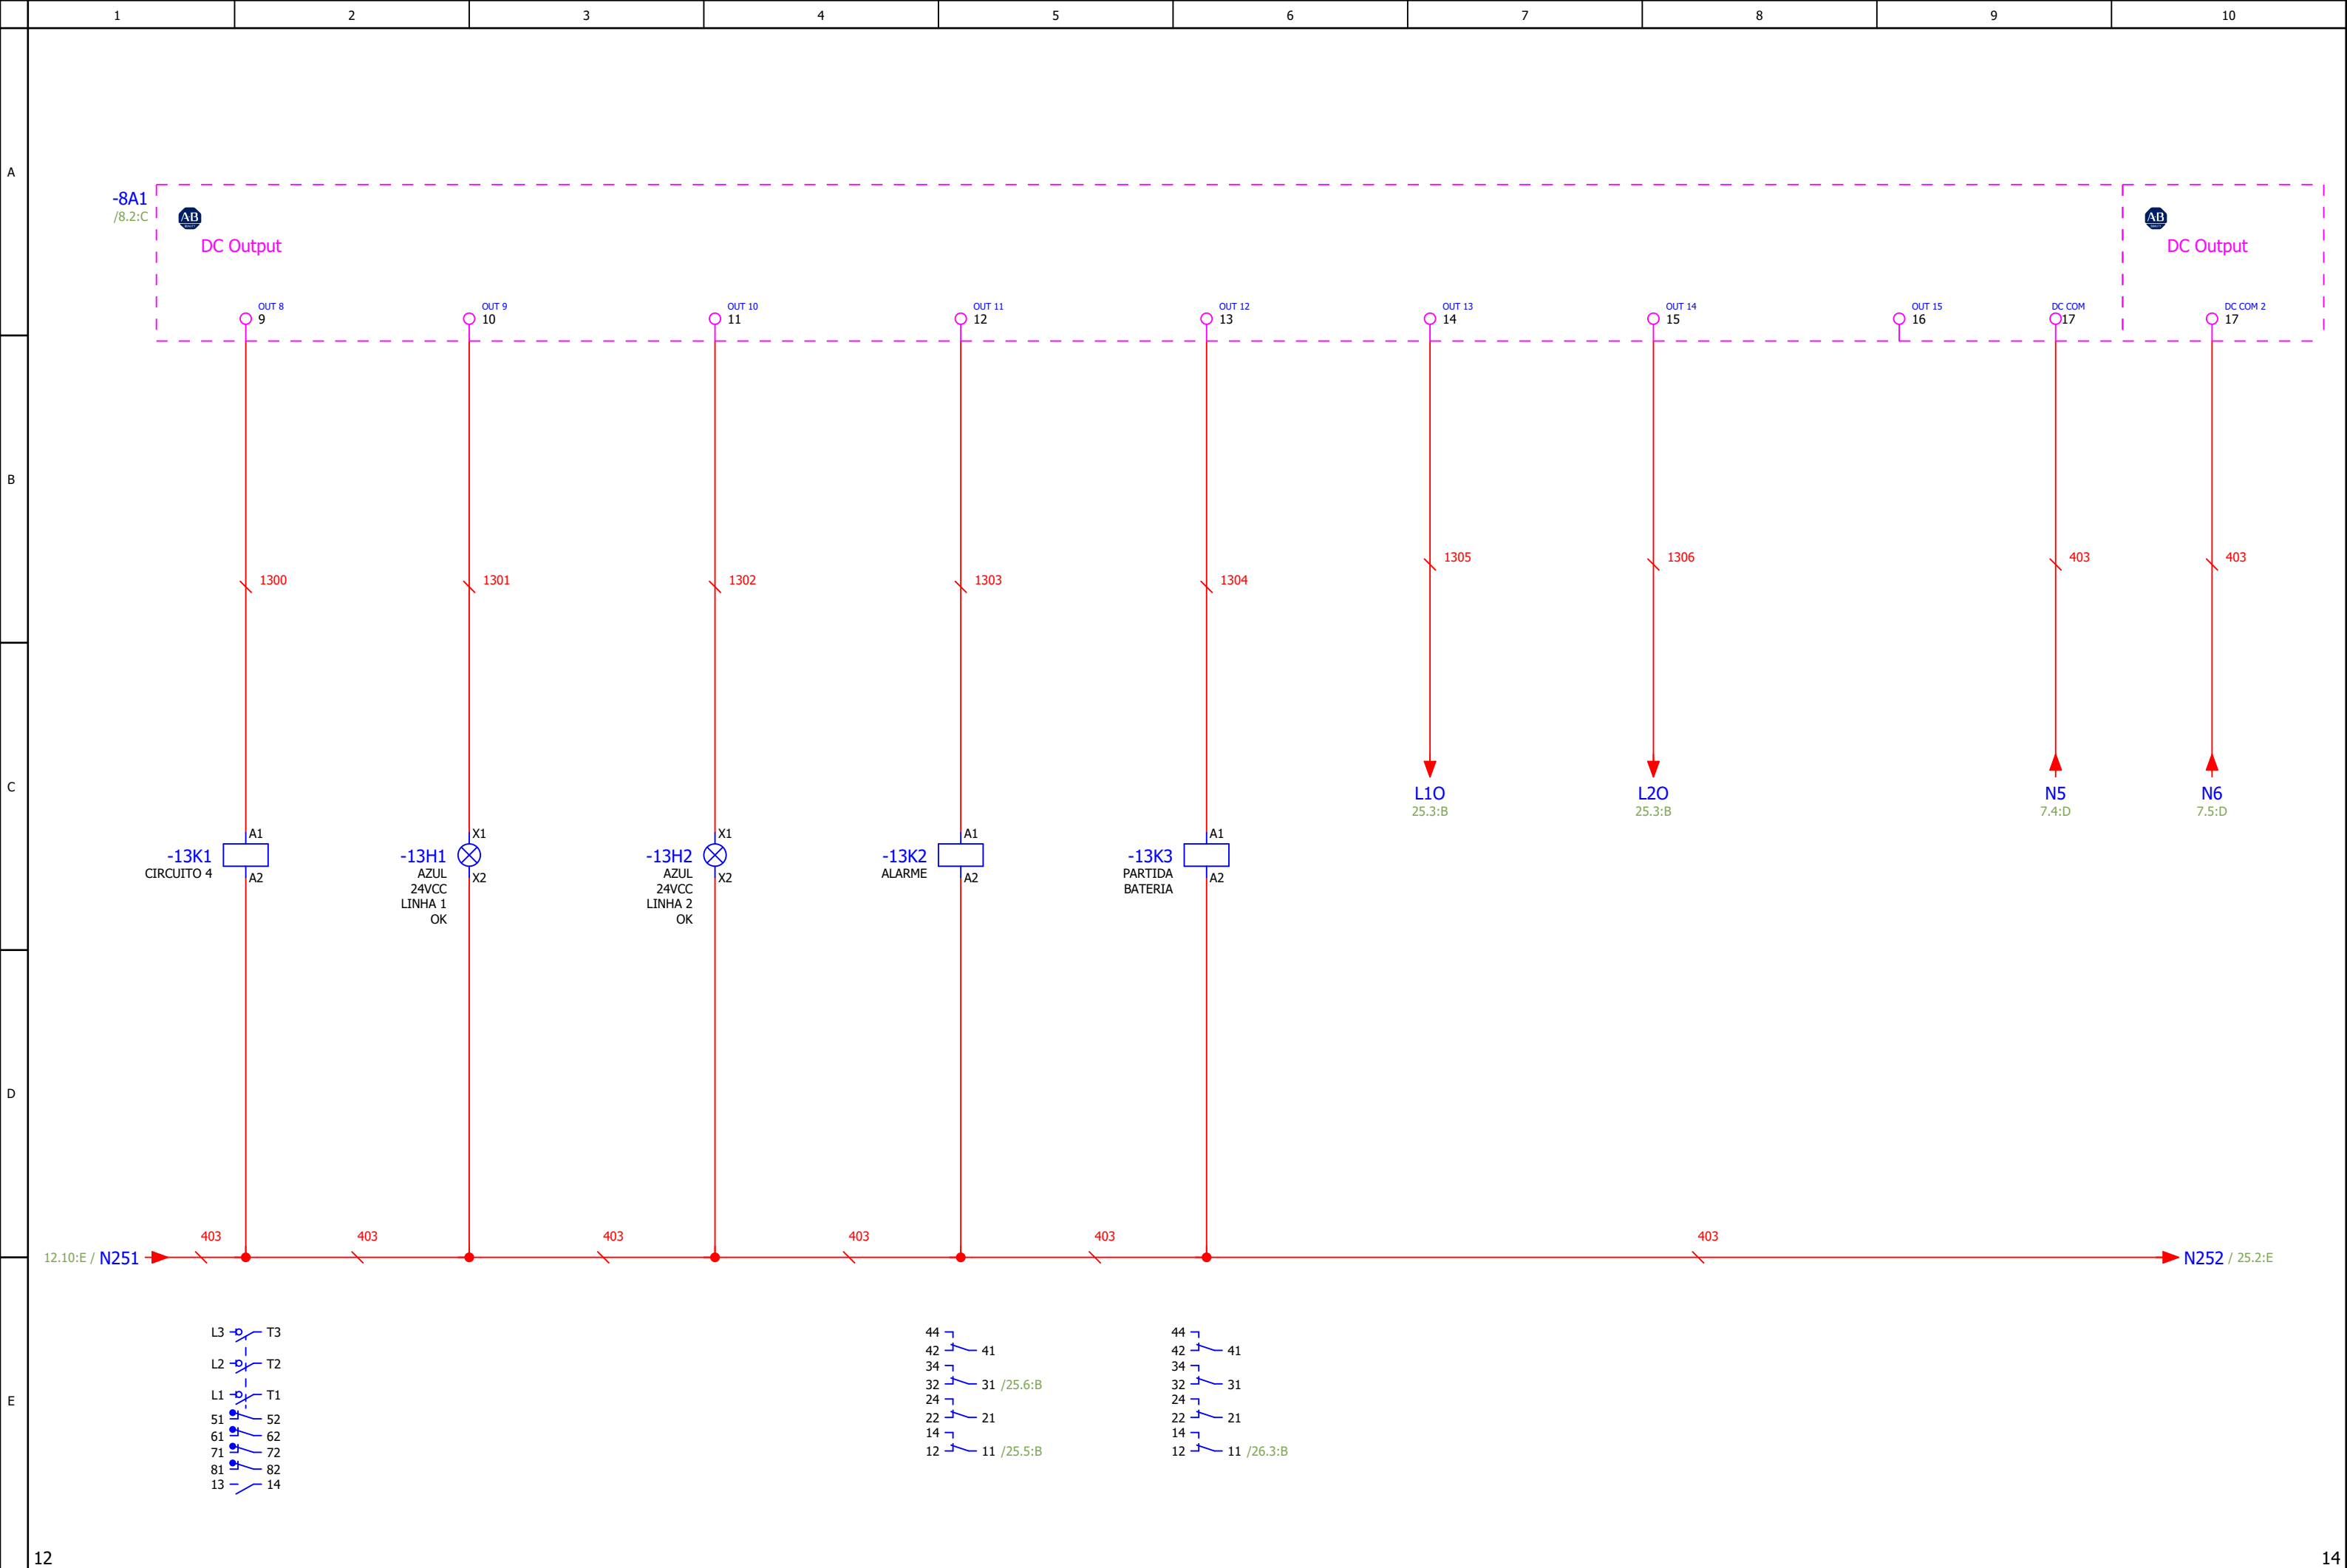 1 2 3 4 5 6 7 8 9 10
A
-8A1
/8.2:C
AB
AB
DC Output
DC Output
OUT 8 OUT 9 OUT 10 OUT 11 OUT 12 OUT 13 OUT 14 OUT 15 DC COM DC COM 2
9 10 11 12 13 14 15 16 17 17
B
1305 1306 403 403
1300 1301 1302 1303 1304
C
L1O L2O N5 N6
25.3:B 25.3:B 7.4:D 7.5:D
A1 X1 X1 A1 A1
-13K1 -13H1 -13H2 -13K2 -13K3
CIRCUITO 4 AZUL AZUL ALARME PARTIDA
A2 X2 X2 A2 A2
24VCC 24VCC BATERIA
LINHA 1 LINHA 2
OK OK
D
403 403 403 403 403 403
12.10:E / N251 N252 / 25.2:E
L3 T3 44 44
42 41 42 41
L2 T2 34 34
32 31 /25.6:B 32 31
L1 T1 24 24
E
51 52 22 21 22 21
61 62 14 14
71 72 12 11 /25.5:B 12 11 /26.3:B
81 82
13 14
12 14